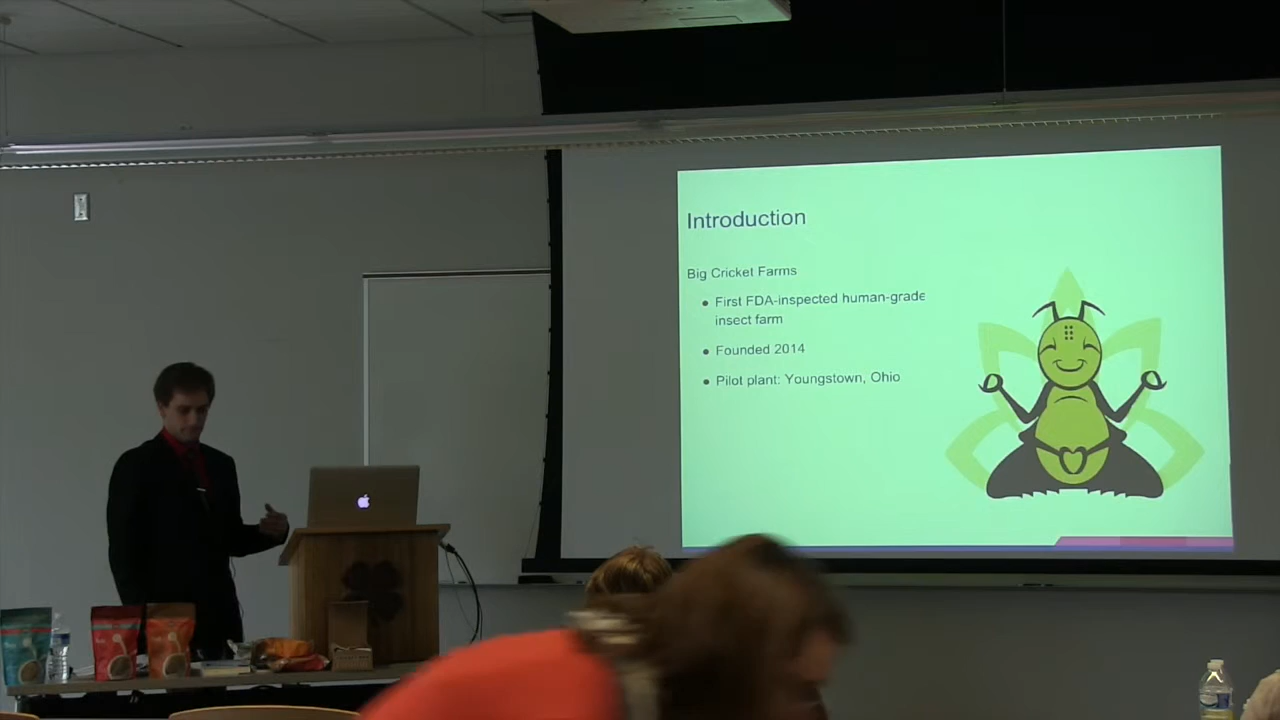 Introduction
Big Cricket Farms
• First FDA-inspected human-grade
insect farm
• Founded 2014
• Pilot plant: Youngstown, Ohio